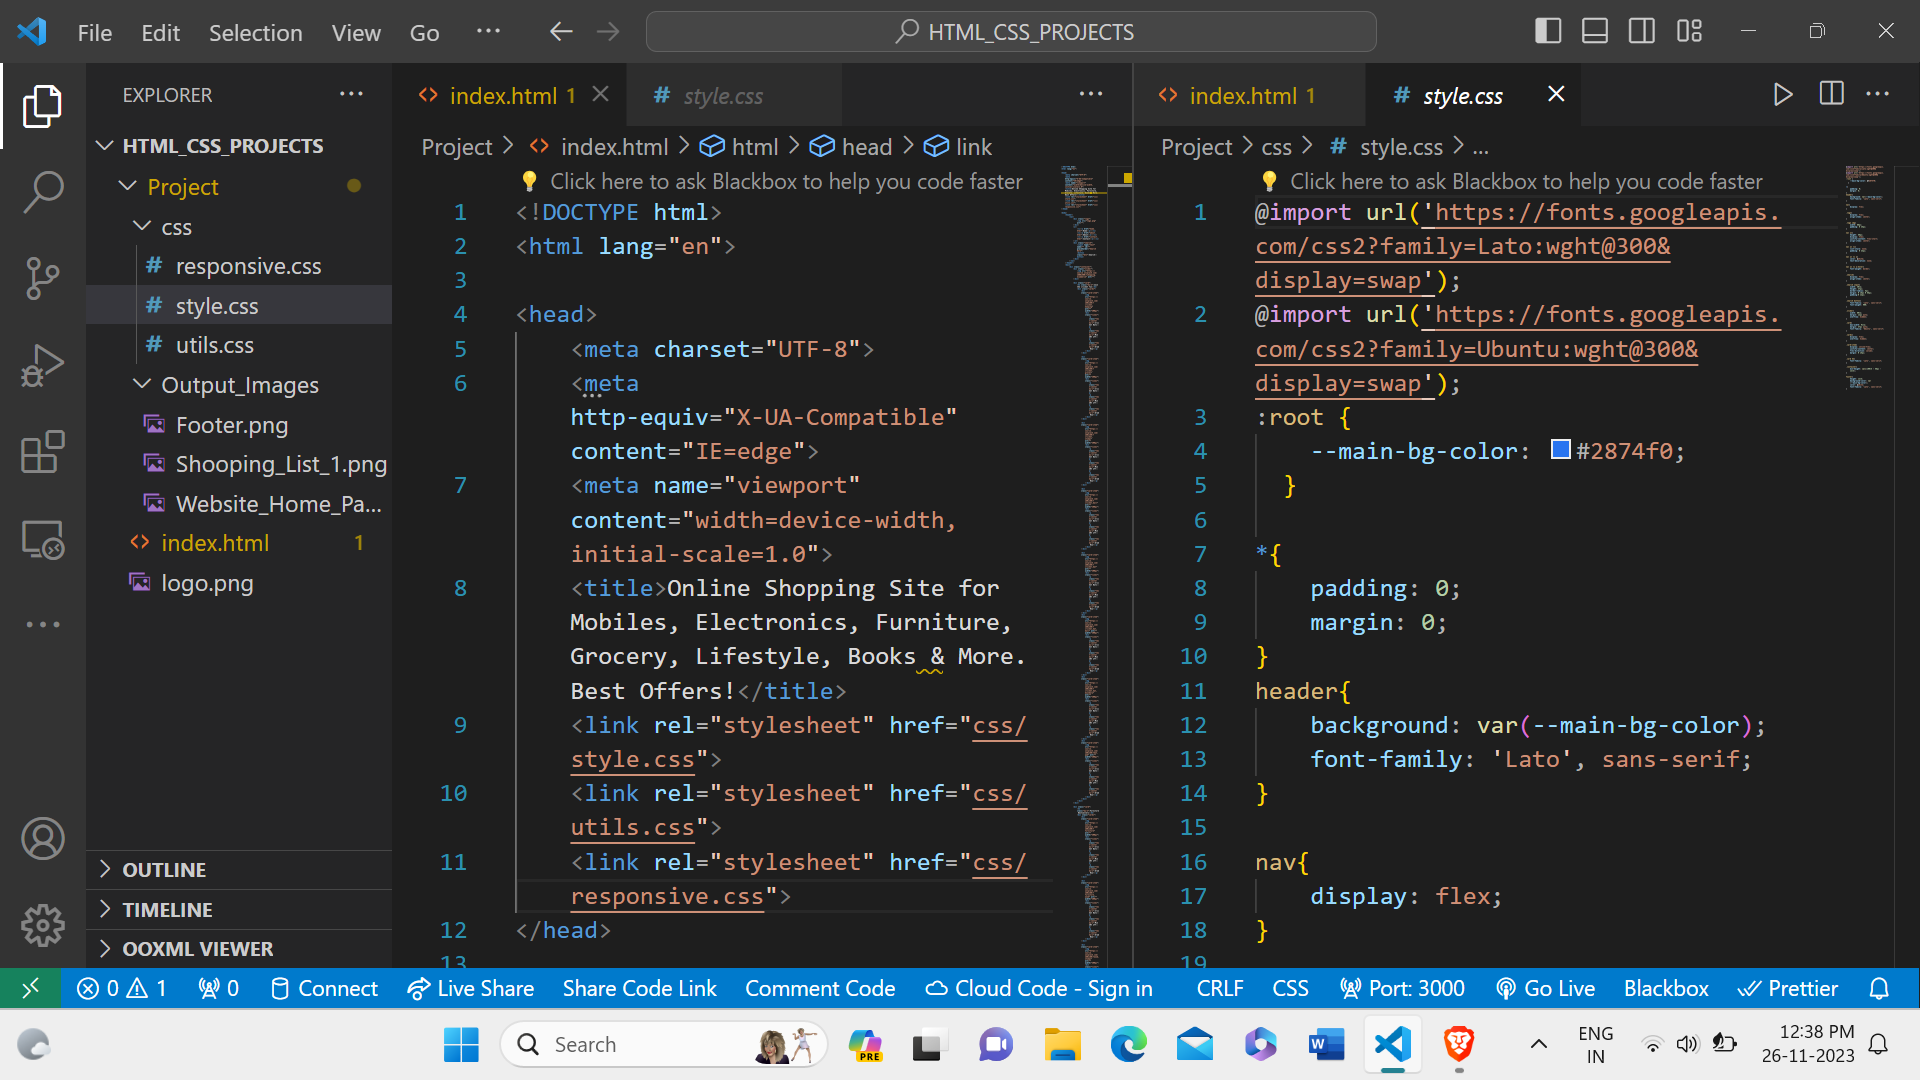 File Edit Selection View Go ··· HTML_CSS_PROJECTS
EXPLORER
HTML_CSS_PROJECTS
Project
css
# responsive.css
# style.css
# utils.css
Output_Images
Footer.png
Shooping_List_1.png
Website_Home_Pa...
<> index.html 1
logo.png
OUTLINE
TIMELINE
OOXML VIEWER
<> index.html 1
# style.css
Project > <> index.html > html > head > link
Click here to ask Blackbox to help you code faster
1 <!DOCTYPE html>
2 <html lang="en">
3
4 <head>
5 <meta charset="UTF-8">
6 <meta
http-equiv="X-UA-Compatible"
content="IE=edge">
7 <meta name="viewport"
content="width=device-width,
initial-scale=1.0">
8 <title>Online Shopping Site for
Mobiles, Electronics, Furniture,
Grocery, Lifestyle, Books & More.
Best Offers!</title>
9 <link rel="stylesheet" href="css/
style.css">
10 <link rel="stylesheet" href="css/
utils.css">
11 <link rel="stylesheet" href="css/
responsive.css">
12 </head>
13
<> index.html 1
# style.css
Project > css > # style.css > ...
Click here to ask Blackbox to help you code faster
1 @import url('https://fonts.googleapis.
com/css2?family=Lato:wght@300&
display=swap');
2 @import url('https://fonts.googleapis.
com/css2?family=Ubuntu:wght@300&
display=swap');
3 :root {
4 --main-bg-color: #2874f0;
5 }
6
7 *{
8 padding: 0;
9 margin: 0;
10 }
11 header{
12 background: var(--main-bg-color);
13 font-family: 'Lato', sans-serif;
14 }
15
16 nav{
17 display: flex;
18 }
19
0 1 0 Connect Live Share Share Code Link Comment Code Cloud Code - Sign in CRLF CSS Port: 3000 Go Live Blackbox Prettier
Search
PRE
ENG
IN
12:38 PM
26-11-2023